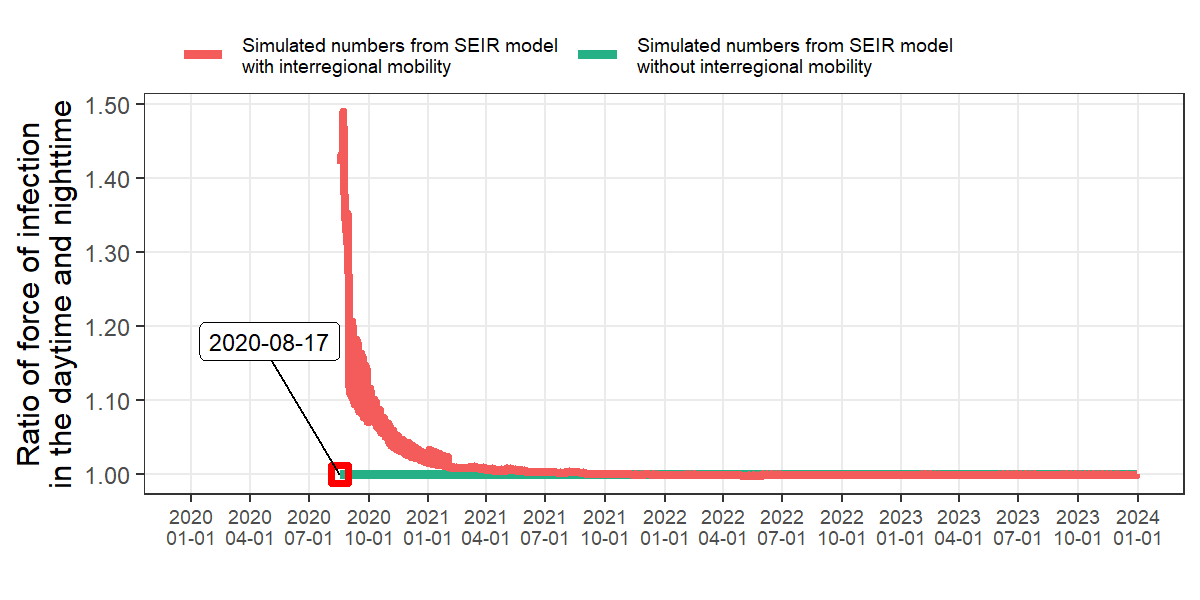 Simulated numbers from SEIR model
with interregional mobility
Simulated numbers from SEIR model
without interregional mobility
Ratio of force of infection
in the daytime and nighttime
1.50
1.40
1.30
1.20
1.10
1.00
2020-08-17
2020 2020 2020 2020 2021 2021 2021 2021 2022 2022 2022 2022 2023 2023 2023 2023 2024
01-01 04-01 07-01 10-01 01-01 04-01 07-01 10-01 01-01 04-01 07-01 10-01 01-01 04-01 07-01 10-01 01-01